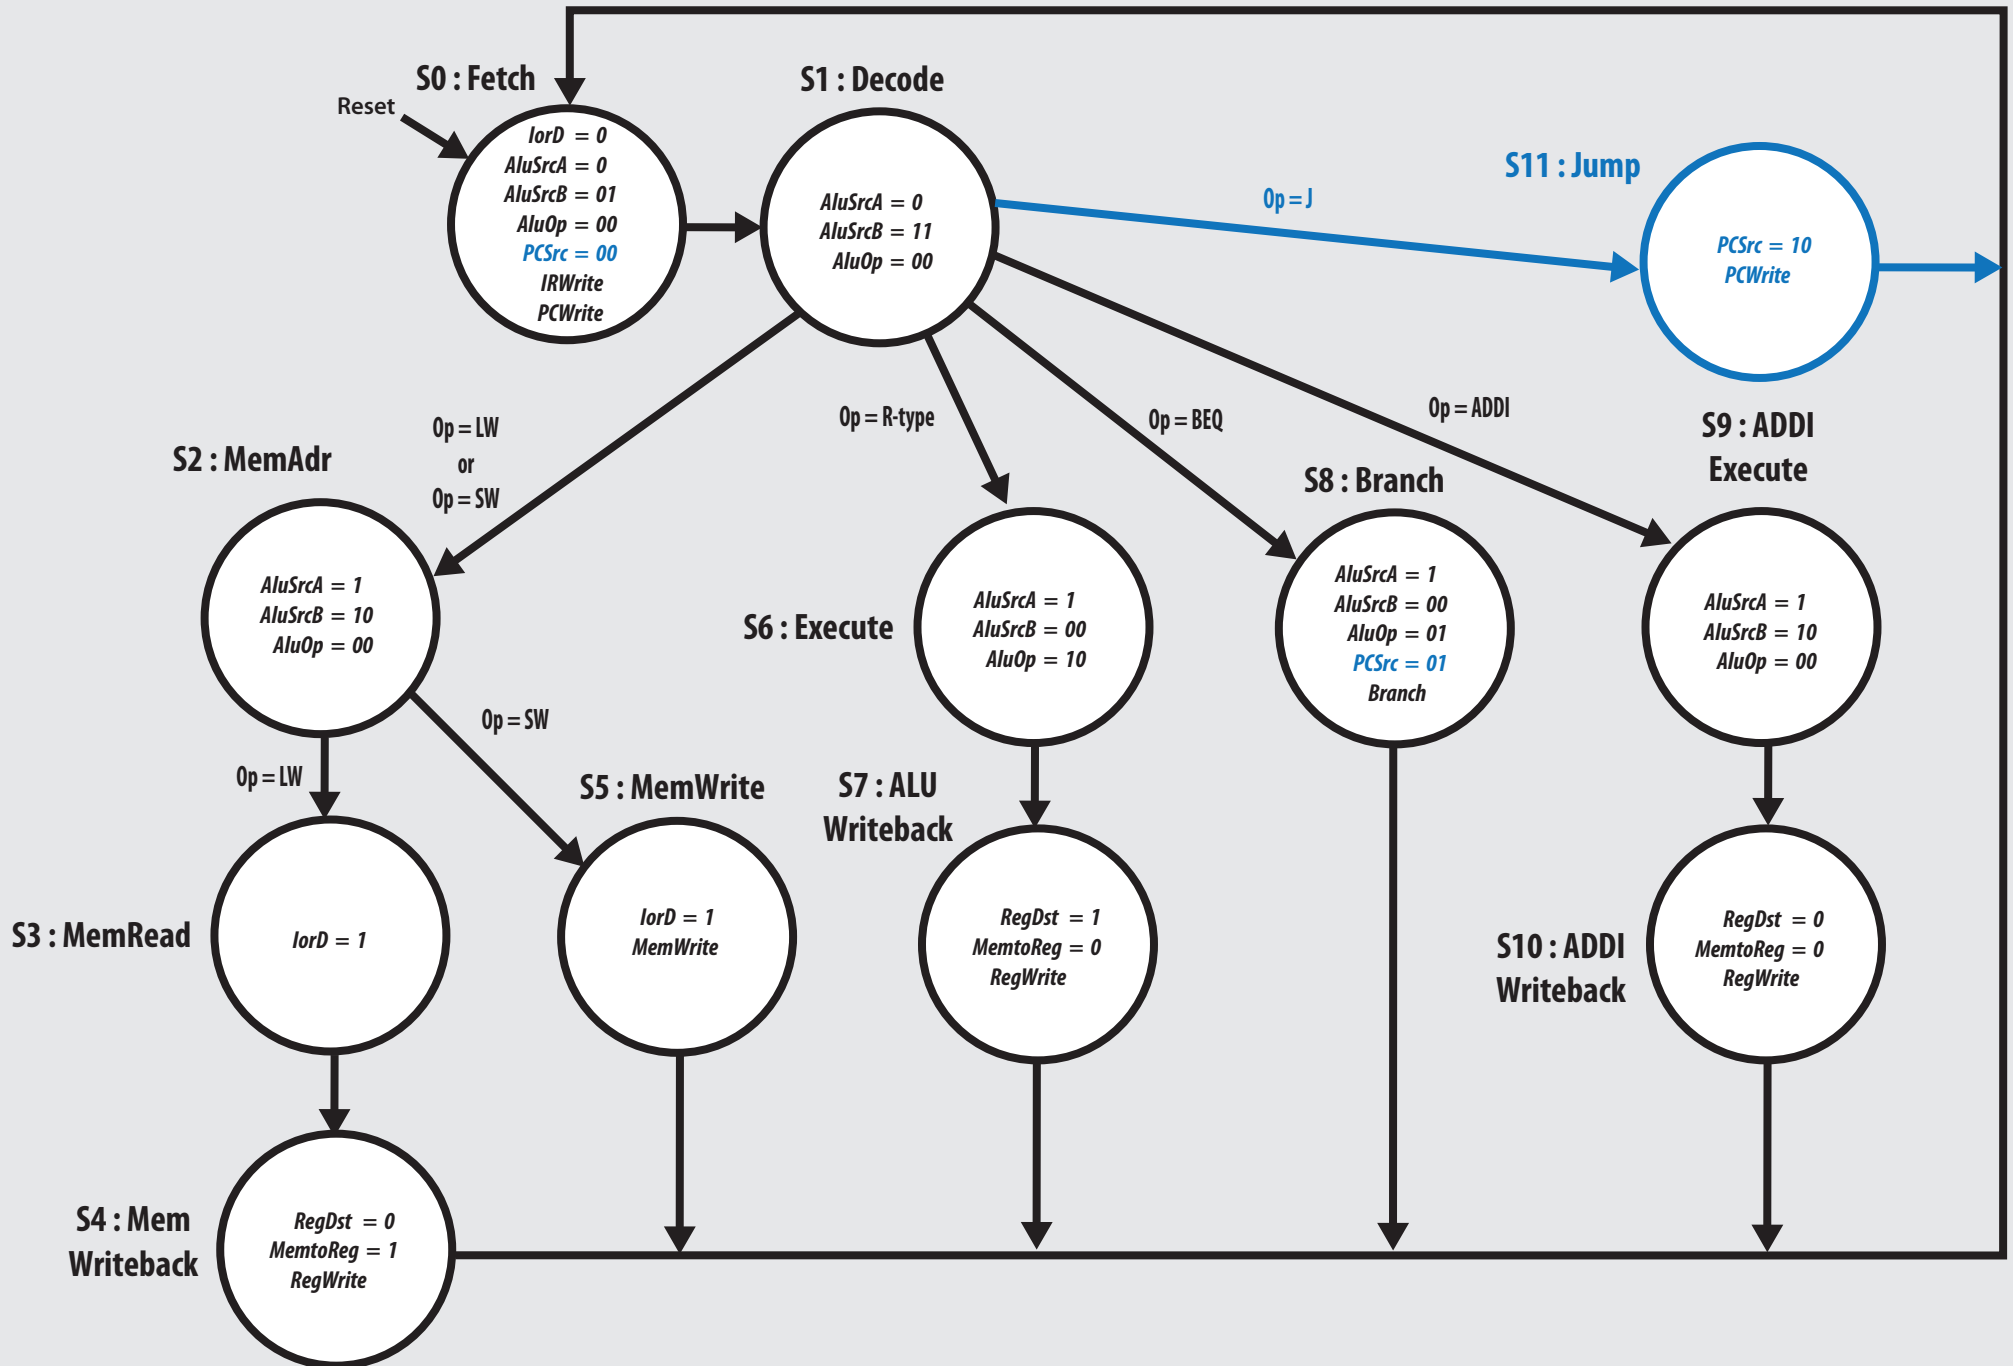 S0 : Fetch
Reset
IorD = 0
AluSrcA = 0
AluSrcB = 01
AluOp = 00
PCSrc = 00
IRWrite
PCWrite
S1 : Decode
AluSrcA = 0
AluSrcB = 11
AluOp = 00
Op = J
S11 : Jump
PCSrc = 10
PCWrite
Op = LW
or
Op = SW
Op = R-type
Op = BEQ
Op = ADDI
S2 : MemAdr
AluSrcA = 1
AluSrcB = 10
AluOp = 00
S6 : Execute
AluSrcA = 1
AluSrcB = 00
AluOp = 10
S8 : Branch
AluSrcA = 1
AluSrcB = 00
AluOp = 01
PCSrc = 01
Branch
S9 : ADDI
Execute
AluSrcA = 1
AluSrcB = 10
AluOp = 00
Op = LW
Op = SW
S3 : MemRead
IorD = 1
S5 : MemWrite
IorD = 1
MemWrite
S7 : ALU
Writeback
RegDst = 1
MemtoReg = 0
RegWrite
S10 : ADDI
Writeback
RegDst = 0
MemtoReg = 0
RegWrite
S4 : Mem
Writeback
RegDst = 0
MemtoReg = 1
RegWrite